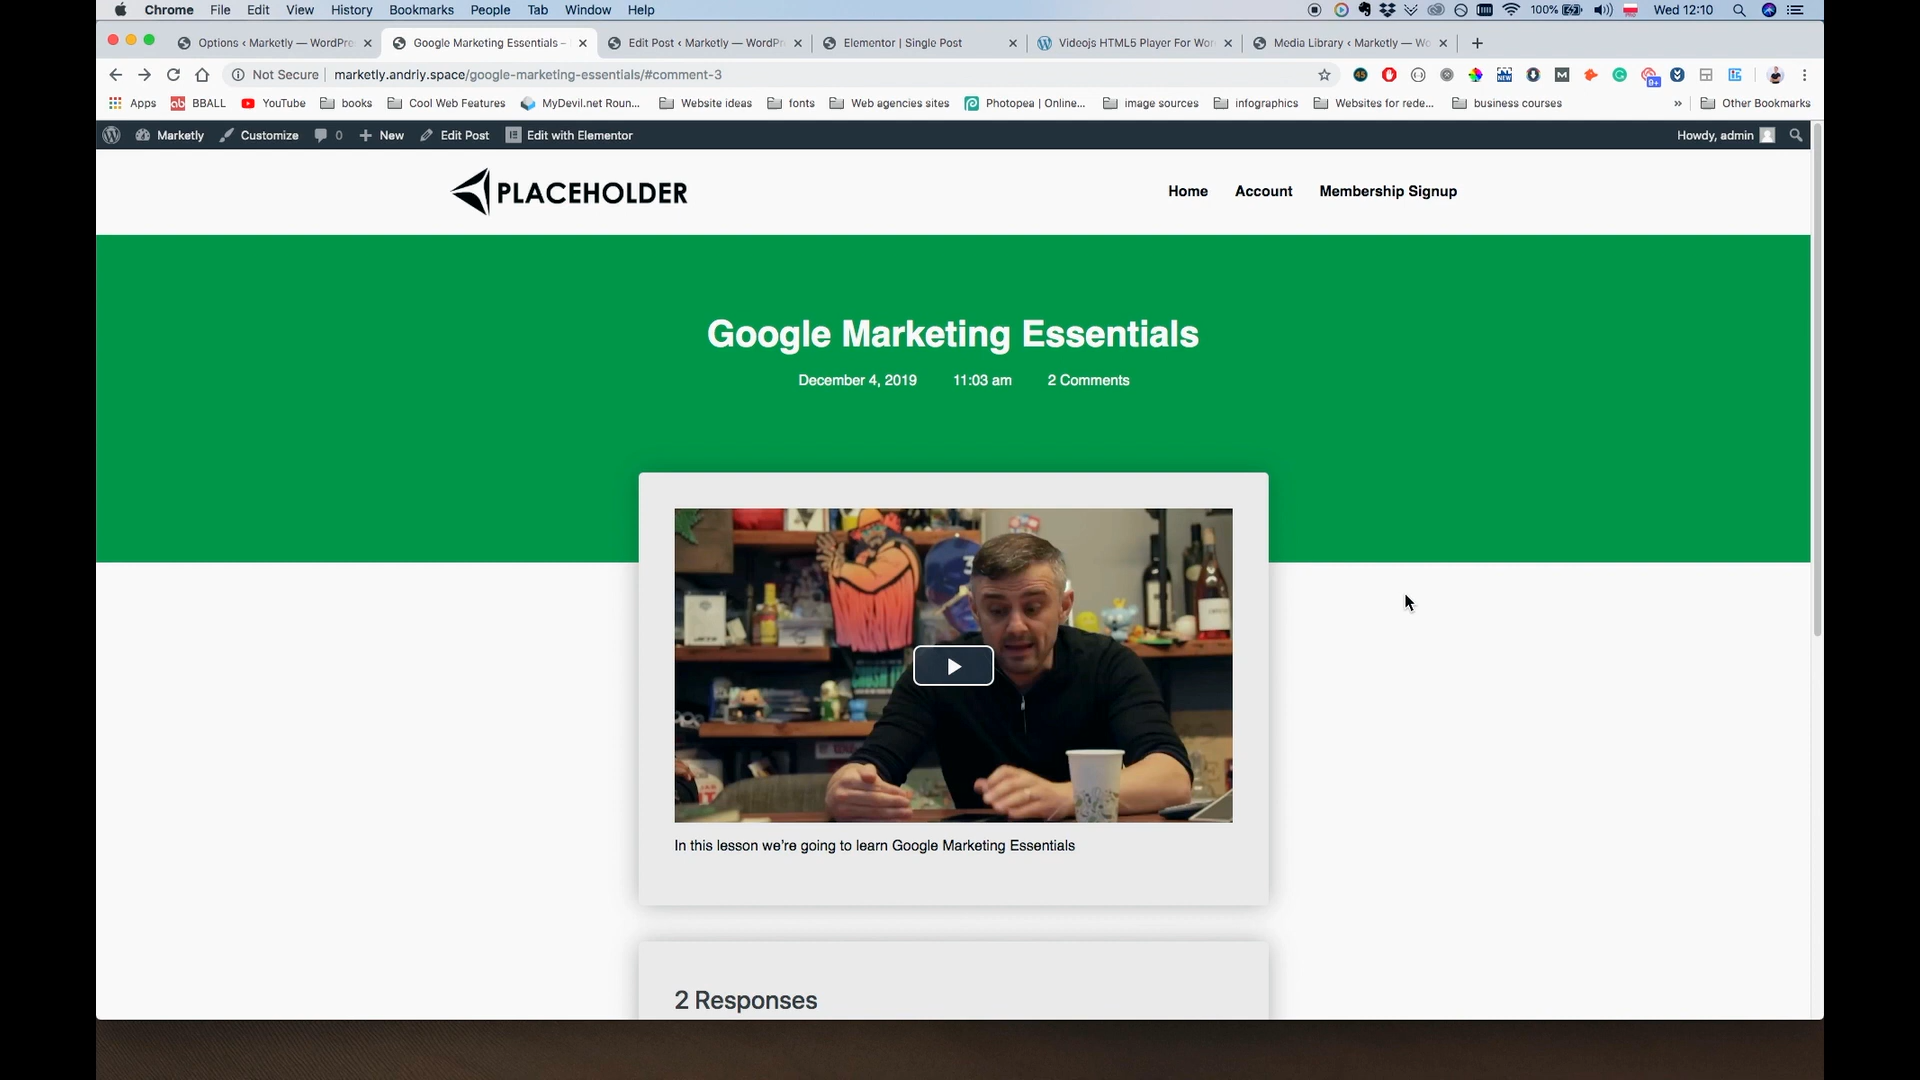 Chrome File Edit View History Bookmarks People Tab Window Help 100% Wed 12:10
Options ‹ Marketly — WordPre
Google Marketing Essentials –
Edit Post ‹ Marketly — WordPr
Elementor | Single Post
Videojs HTML5 Player For Wor
Media Library ‹ Marketly — Wo
Not Secure marketly.andriy.space/google-marketing-essentials/#comment-3
Apps BBALL YouTube books Cool Web Features MyDevil.net Roun... Website ideas fonts Web agencies sites Photopea | Online... image sources infographics Websites for rede... business courses » Other Bookmarks
Marketly Customize 0 New Edit Post Edit with Elementor Howdy, admin
PLACEHOLDER
Home Account Membership Signup
Google Marketing Essentials
December 4, 2019 11:03 am 2 Comments
In this lesson we're going to learn Google Marketing Essentials
2 Responses